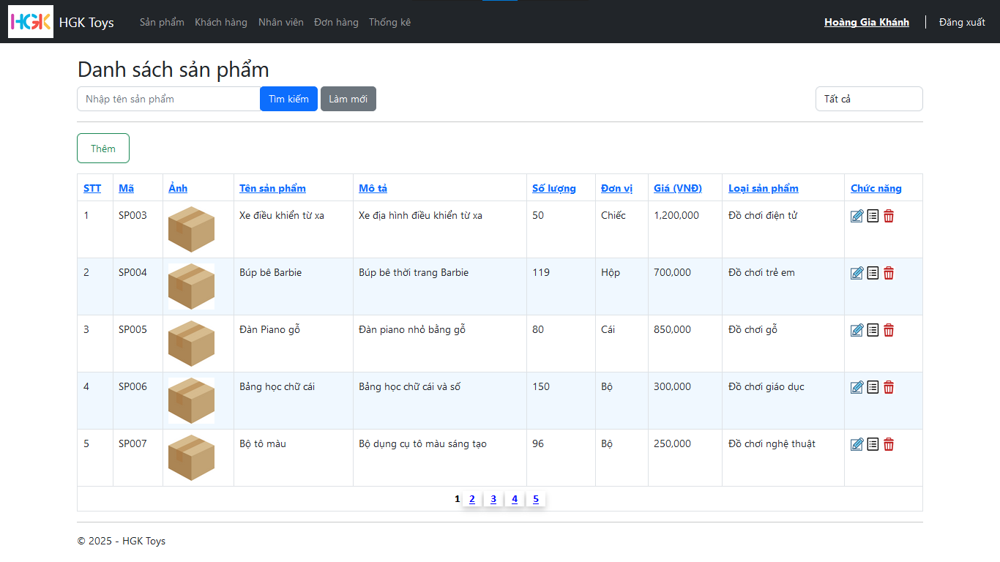 HGK HGK Toys Sản phẩm Khách hàng Nhân viên Đơn hàng Thống kê Hoàng Gia Khánh Đăng xuất
Danh sách sản phẩm
Nhập tên sản phẩm Tìm kiếm Làm mới Tất cả
Thêm
STT Mã Ảnh Tên sản phẩm Mô tả Số lượng Đơn vị Giá (VNĐ) Loại sản phẩm Chức năng
1 SP003 Xe điều khiển từ xa Xe địa hình điều khiển từ xa 50 Chiếc 1,200,000 Đồ chơi điện tử
2 SP004 Búp bê Barbie Búp bê thời trang Barbie 119 Hộp 700,000 Đồ chơi trẻ em
3 SP005 Đàn Piano gỗ Đàn piano nhỏ bằng gỗ 80 Cái 850,000 Đồ chơi gỗ
4 SP006 Bảng học chữ cái Bảng học chữ cái và số 150 Bộ 300,000 Đồ chơi giáo dục
5 SP007 Bộ tô màu Bộ dụng cụ tô màu sáng tạo 96 Bộ 250,000 Đồ chơi nghệ thuật
1 2 3 4 5
© 2025 - HGK Toys